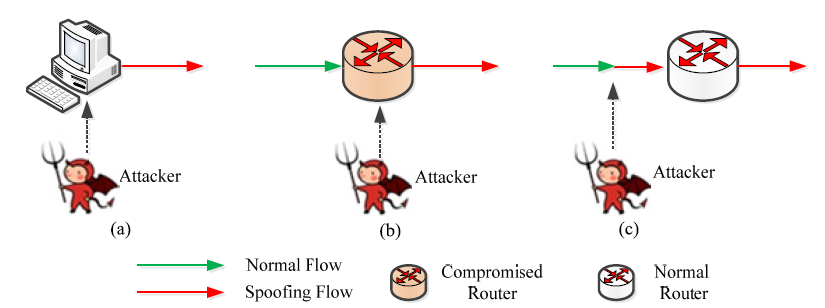 Attacker
Attacker
Attacker
(a)
(b)
(c)
Normal Flow
Spoofing Flow
Compromised
Router
Normal
Router